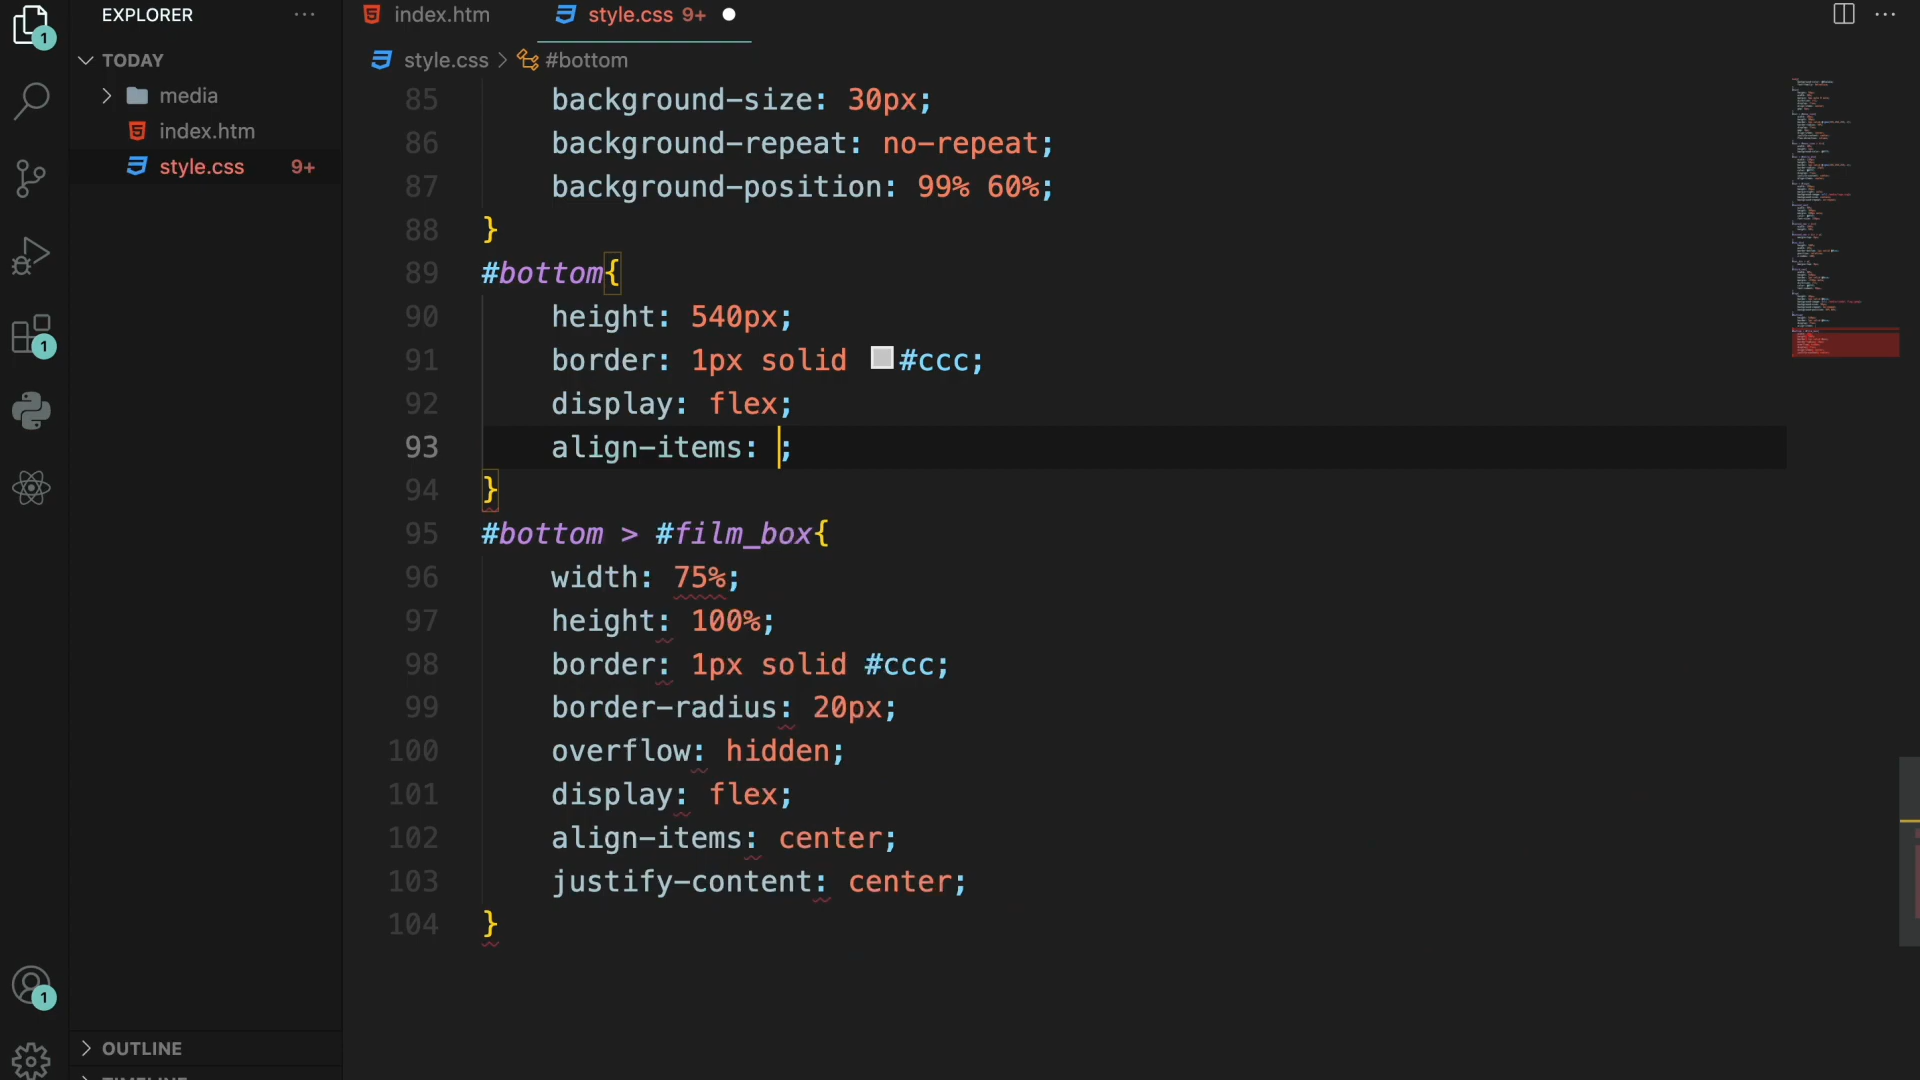 EXPLORER
TODAY
media
index.htm
style.css 9+
OUTLINE
1
1
1
index.htm
style.css 9+
style.css > #bottom
85 background-size: 30px;
86 background-repeat: no-repeat;
87 background-position: 99% 60%;
88 }
89 #bottom{
90 height: 540px;
91 border: 1px solid #ccc;
92 display: flex;
93 align-items: ;
94 }
95 #bottom > #film_box{
96 width: 75%;
97 height: 100%;
98 border: 1px solid #ccc;
99 border-radius: 20px;
100 overflow: hidden;
101 display: flex;
102 align-items: center;
103 justify-content: center;
104 }